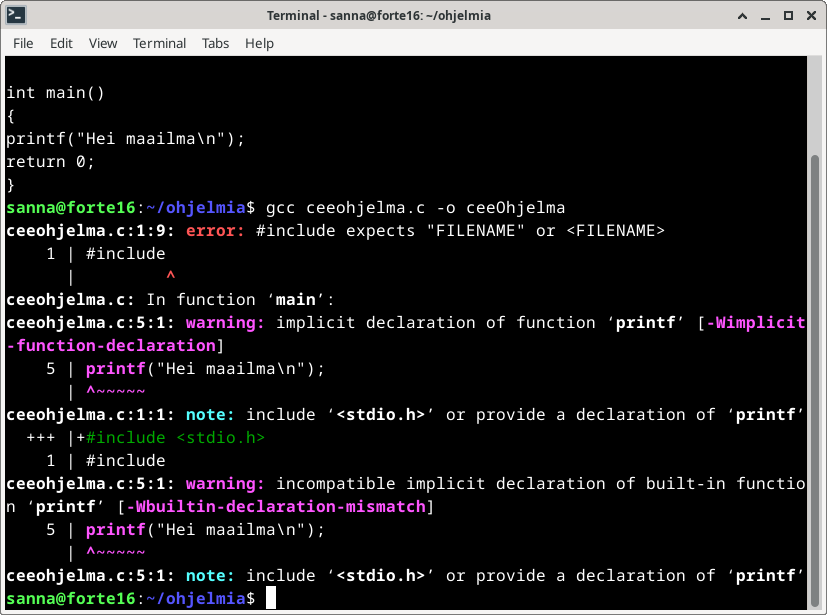 Terminal - sanna@forte16: ~/ohjelmia
File Edit View Terminal Tabs Help
int main()
{
printf("Hei maailma\n");
return 0;
}
sanna@forte16:~/ohjelmia$ gcc ceeohjelma.c -o ceeOhjelma
ceeohjelma.c:1:9: error: #include expects "FILENAME" or <FILENAME>
    1 | #include
      |         ^
ceeohjelma.c: In function ‘main’:
ceeohjelma.c:5:1: warning: implicit declaration of function ‘printf’ [-Wimplicit
-function-declaration]
    5 | printf("Hei maailma\n");
      | ^~~~~~
ceeohjelma.c:1:1: note: include ‘<stdio.h>’ or provide a declaration of ‘printf’
  +++ |+#include <stdio.h>
    1 | #include
ceeohjelma.c:5:1: warning: incompatible implicit declaration of built-in functio
n ‘printf’ [-Wbuiltin-declaration-mismatch]
    5 | printf("Hei maailma\n");
      | ^~~~~~
ceeohjelma.c:5:1: note: include ‘<stdio.h>’ or provide a declaration of ‘printf’
sanna@forte16:~/ohjelmia$